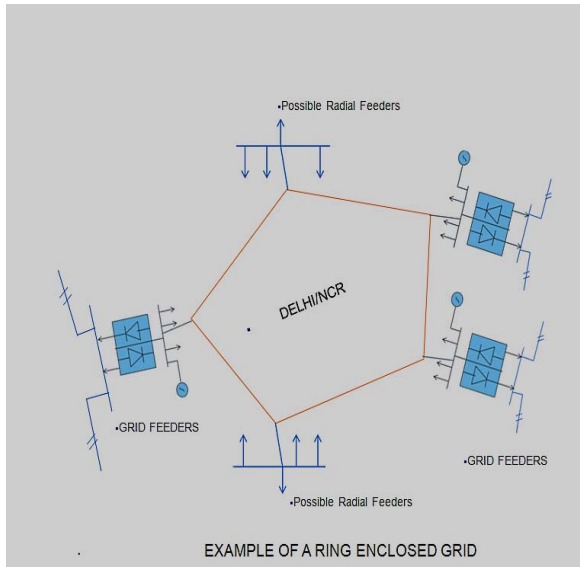 •Possible Radial Feeders
DELHI/NCR
•GRID FEEDERS
•GRID FEEDERS
•Possible Radial Feeders
EXAMPLE OF A RING ENCLOSED GRID